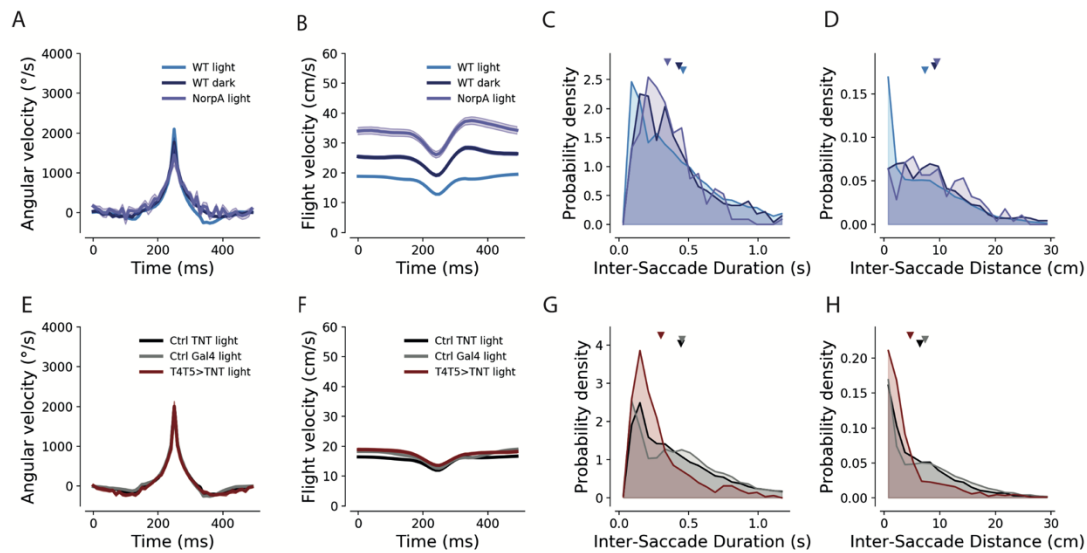 A
Angular velocity (°/s)
4000
3000
2000
1000
0
WT light
WT dark
NorpA light
0
200
400
Time (ms)
B
Flight velocity (cm/s)
60
50
40
30
20
10
0
WT light
WT dark
NorpA light
0
200
400
Time (ms)
C
Probability density
2.5
2.0
1.5
1.0
0.5
0.0
0.0
0.5
1.0
Inter-Saccade Duration (s)
D
Probability density
0.15
0.10
0.05
0.00
0
10
20
30
Inter-Saccade Distance (cm)
E
Angular velocity (°/s)
4000
3000
2000
1000
0
Ctrl TNT light
Ctrl Gal4 light
T4T5>TNT light
0
200
400
Time (ms)
F
Flight velocity (cm/s)
60
50
40
30
20
10
0
Ctrl TNT light
Ctrl Gal4 light
T4T5>TNT light
0
200
400
Time (ms)
G
Probability density
4
3
2
1
0
0.0
0.5
1.0
Inter-Saccade Duration (s)
H
Probability density
0.20
0.15
0.10
0.05
0.00
0
10
20
30
Inter-Saccade Distance (cm)